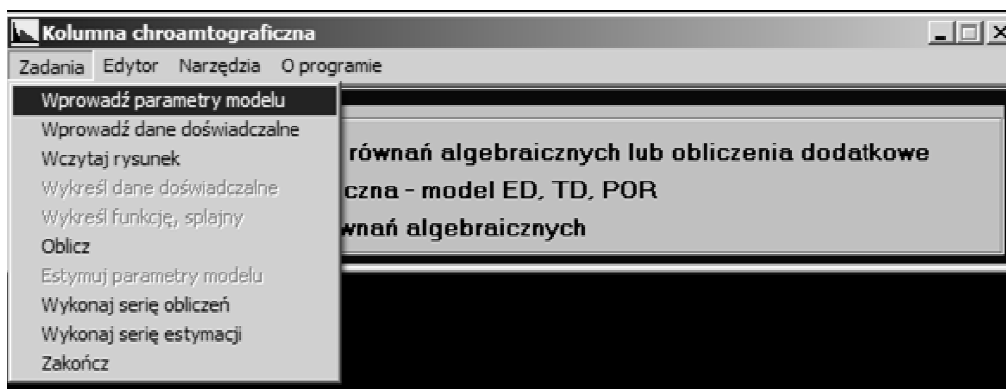 Kolumna chroamtograficzna
Zadania Edytor Narzędzia O programie
Wprowadź parametry modelu
Wprowadź dane doświadczalne
Wczytaj rysunek
Wykreśl dane doświadczalne
Wykreśl funkcję, splajny
Oblicz
Estymuj parametry modelu
Wykonaj serię obliczeń
Wykonaj serię estymacji
Zakończ
równań algebraicznych lub obliczenia dodatkowe
czna - model ED, TD, POR
wnań algebraicznych